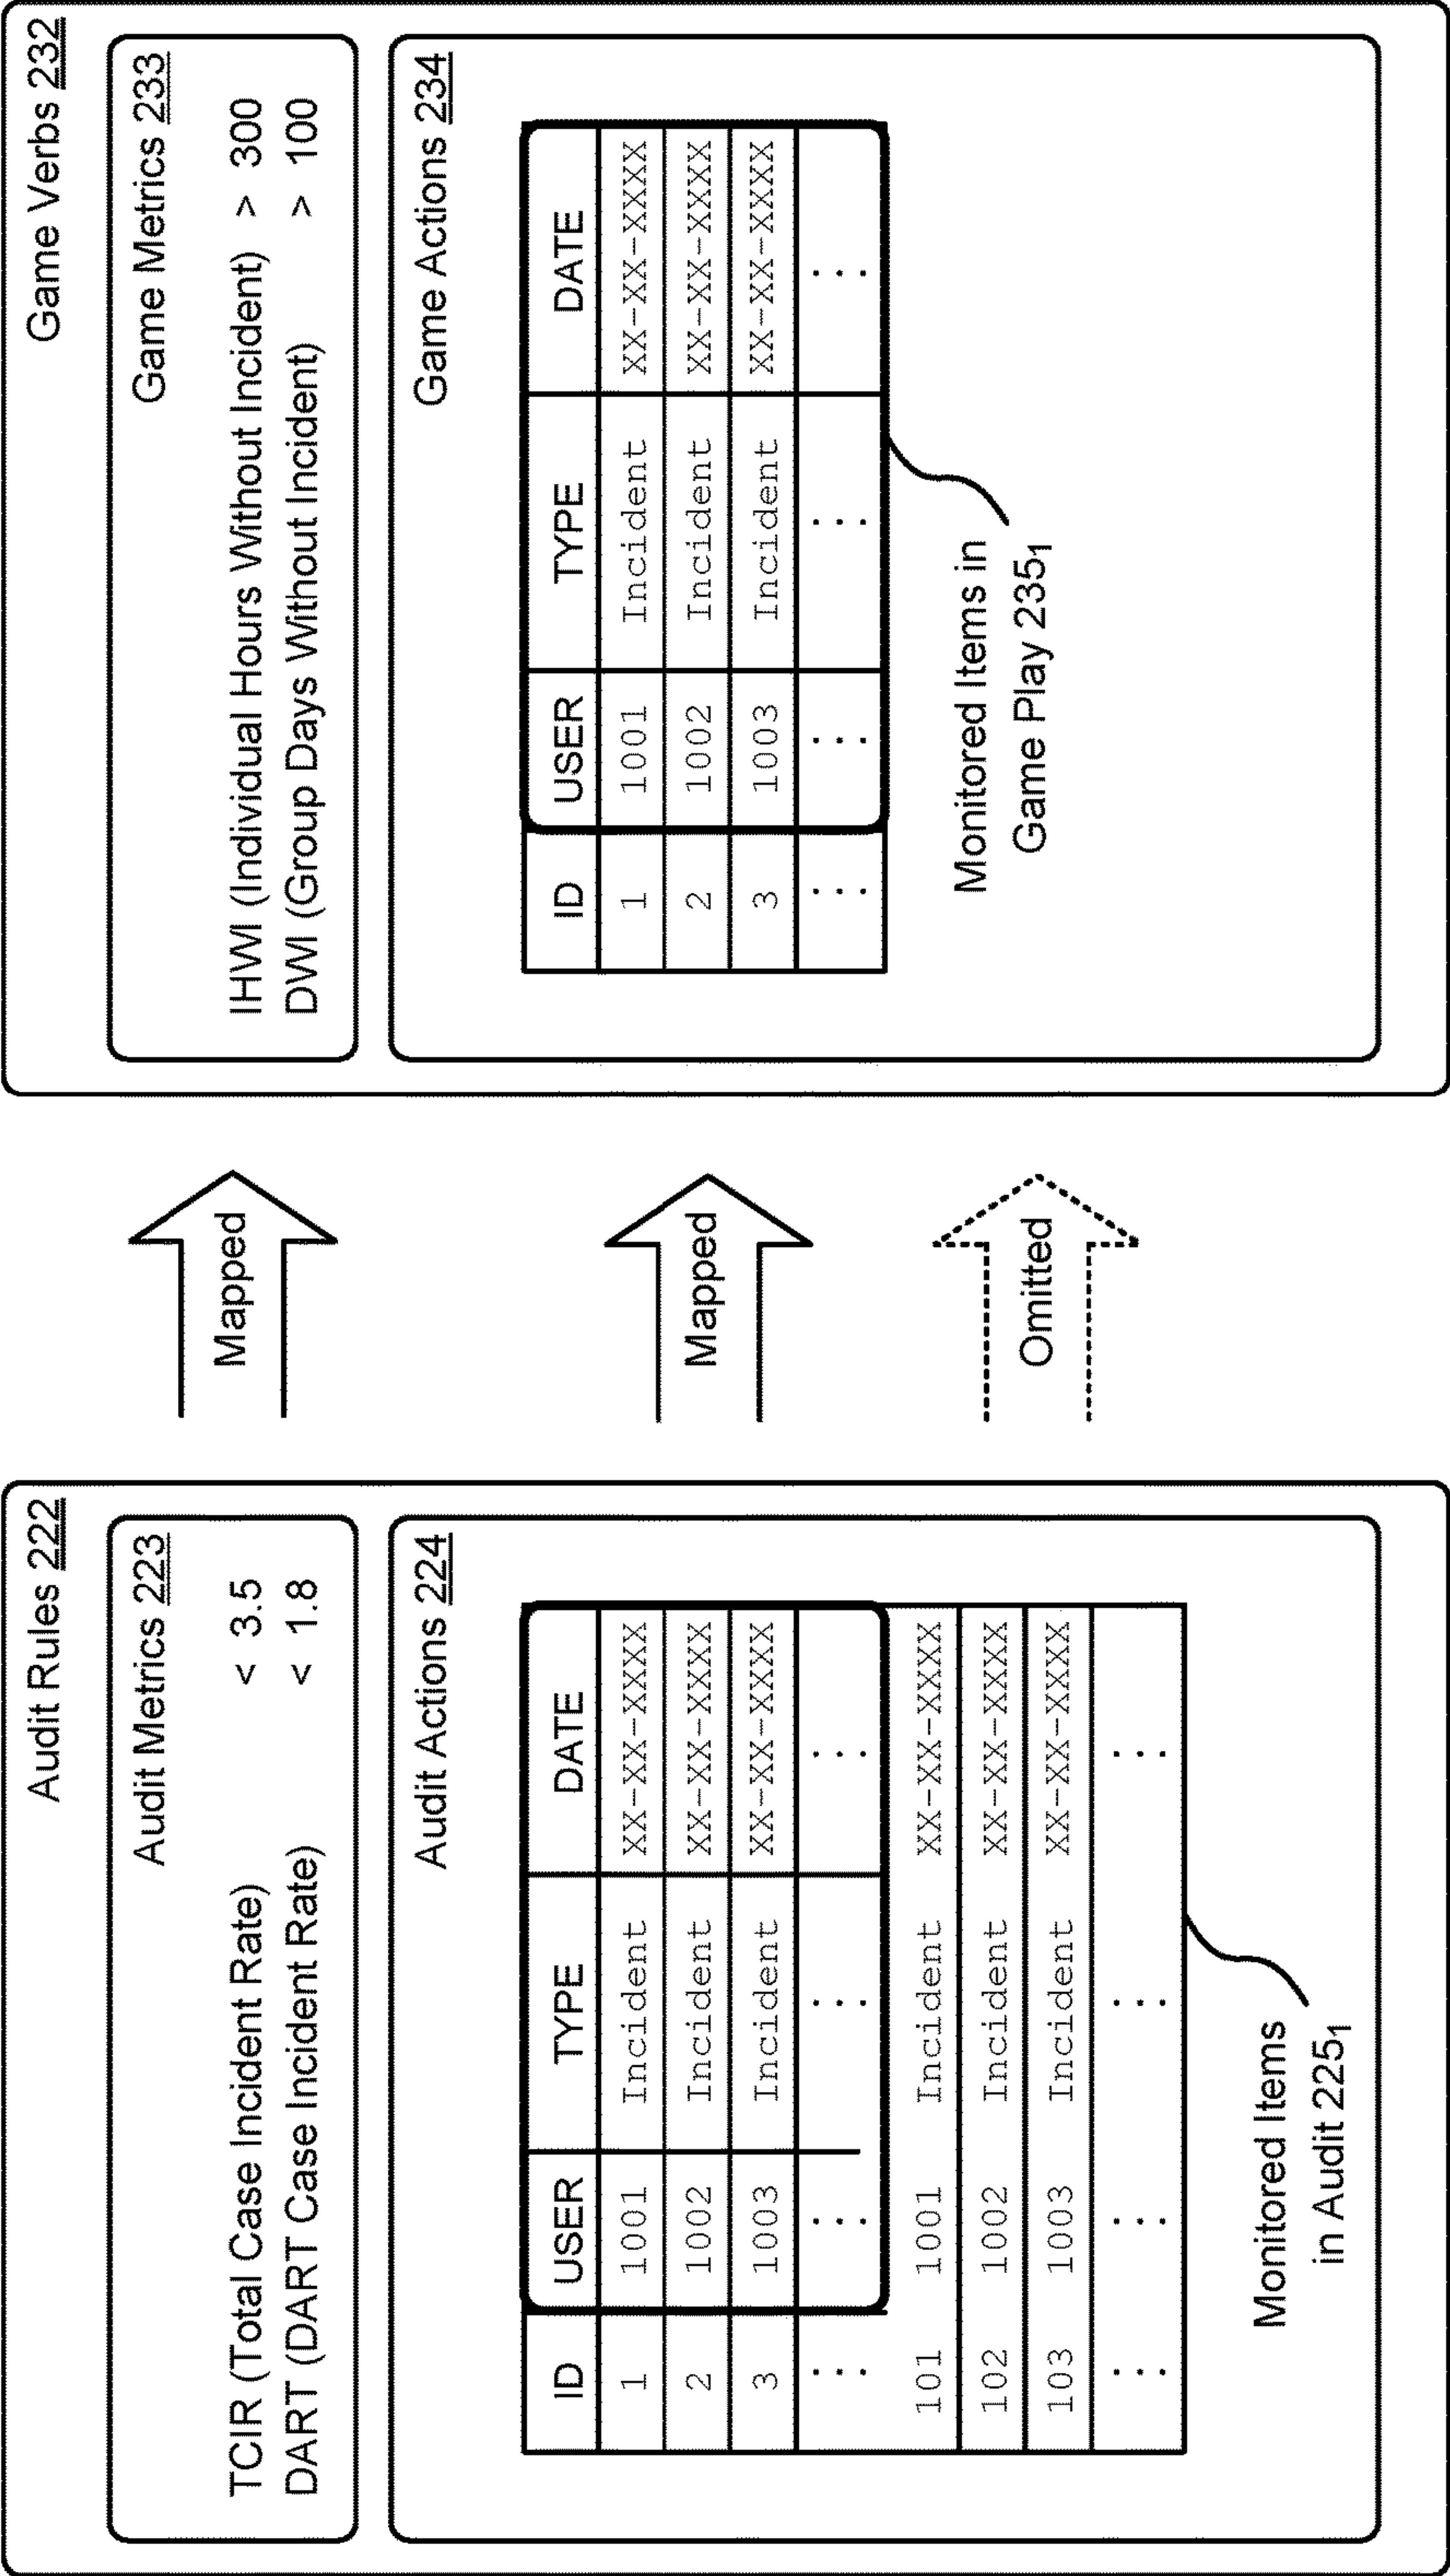 Audit Rules 222
Audit Metrics 223
TCIR (Total Case Incident Rate) < 3.5
DART (DART Case Incident Rate) < 1.8
Audit Actions 224
ID USER TYPE DATE
1 1001 Incident XX-XX-XXXX
2 1002 Incident XX-XX-XXXX
3 1003 Incident XX-XX-XXXX
... ... ... ...
101 1001 Incident XX-XX-XXXX
102 1002 Incident XX-XX-XXXX
103 1003 Incident XX-XX-XXXX
... ... ... ...
Monitored Items
in Audit 225₁
Mapped
Mapped
Omitted
Game Verbs 232
Game Metrics 233
IHWI (Individual Hours Without Incident) > 300
DWI (Group Days Without Incident) > 100
Game Actions 234
ID USER TYPE DATE
1 1001 Incident XX-XX-XXXX
2 1002 Incident XX-XX-XXXX
3 1003 Incident XX-XX-XXXX
... ... ... ...
Monitored Items in
Game Play 235₁